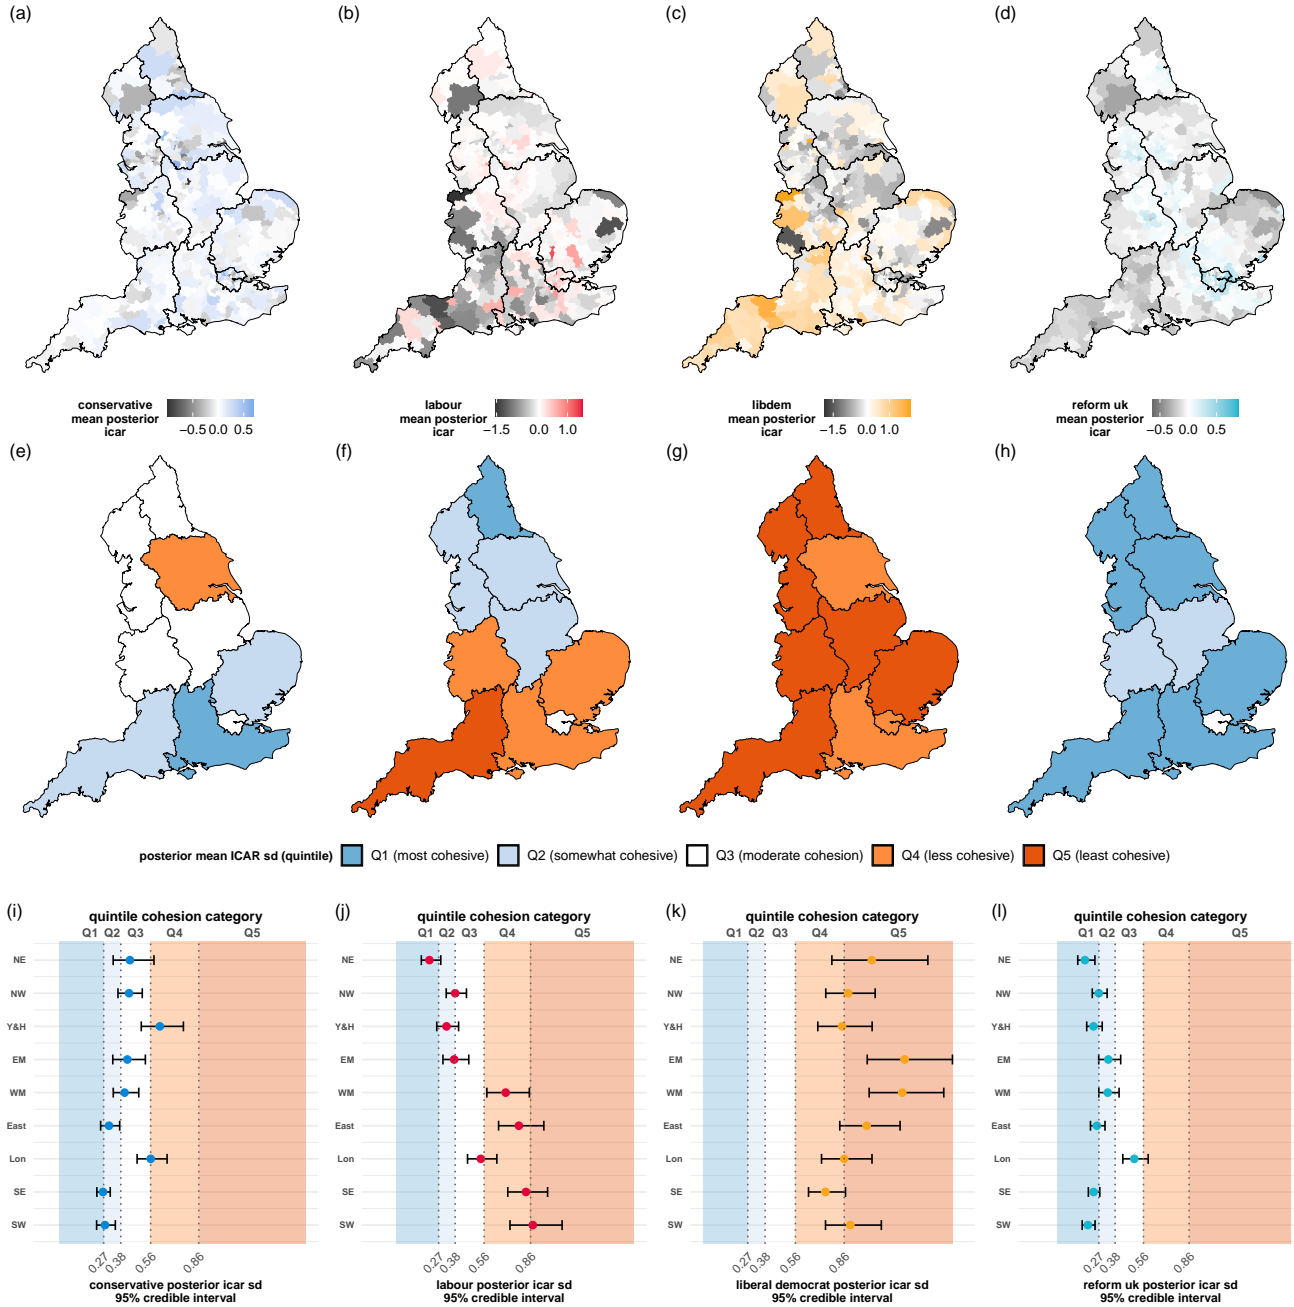 (a) (b) (c) (d)
conservative
mean posterior
icar
−0.5 0.0 0.5
labour
mean posterior
icar
−1.5 0.0 1.0
libdem
mean posterior
icar
−1.5 0.0 1.0
reform uk
mean posterior
icar
−0.5 0.0 0.5
(e) (f) (g) (h)
posterior mean ICAR sd (quintile) Q1 (most cohesive) Q2 (somewhat cohesive) Q3 (moderate cohesion) Q4 (less cohesive) Q5 (least cohesive)
(i)
quintile cohesion category
Q1 Q2 Q3 Q4 Q5
NE
NW
Y&H
EM
WM
East
Lon
SE
SW
0.27 0.38 0.56 0.86
conservative posterior icar sd
95% credible interval
(j)
quintile cohesion category
Q1 Q2 Q3 Q4 Q5
NE
NW
Y&H
EM
WM
East
Lon
SE
SW
0.27 0.38 0.56 0.86
labour posterior icar sd
95% credible interval
(k)
quintile cohesion category
Q1 Q2 Q3 Q4 Q5
NE
NW
Y&H
EM
WM
East
Lon
SE
SW
0.27 0.38 0.56 0.86
liberal democrat posterior icar sd
95% credible interval
(l)
quintile cohesion category
Q1 Q2 Q3 Q4 Q5
NE
NW
Y&H
EM
WM
East
Lon
SE
SW
0.27 0.38 0.56 0.86
reform uk posterior icar sd
95% credible interval